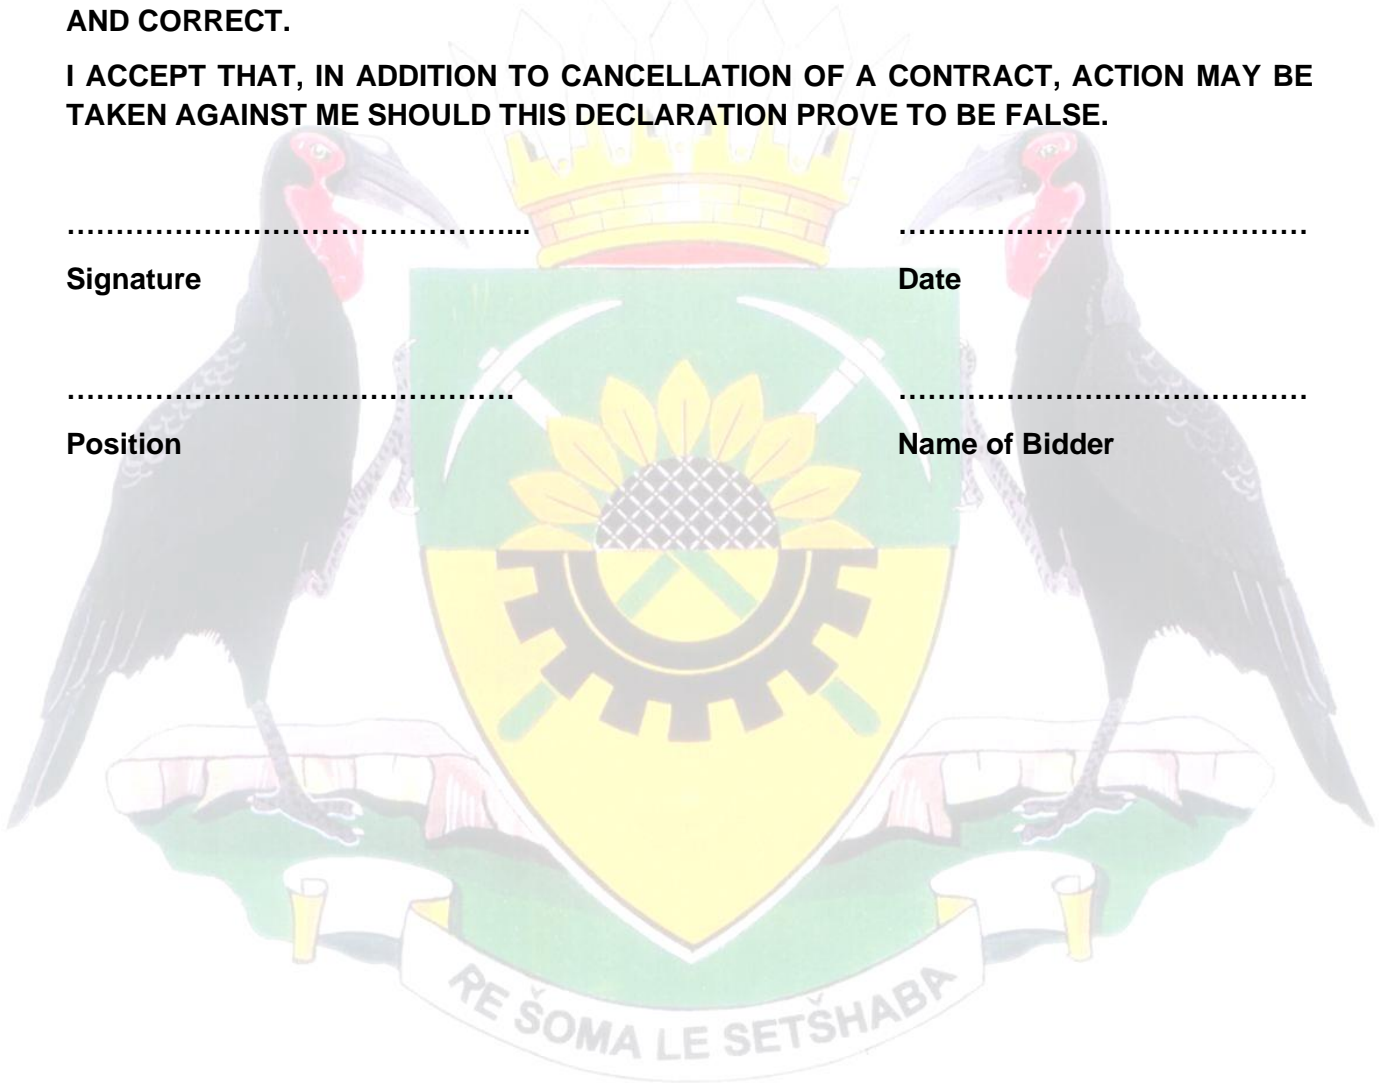 AND CORRECT.
I ACCEPT THAT, IN ADDITION TO CANCELLATION OF A CONTRACT, ACTION MAY BE
TAKEN AGAINST ME SHOULD THIS DECLARATION PROVE TO BE FALSE.
………………………………………... ……………………………………
Signature Date
………………………………………. ……………………………………
Position Name of Bidder
RE ŠOMA LE SETŠHABA